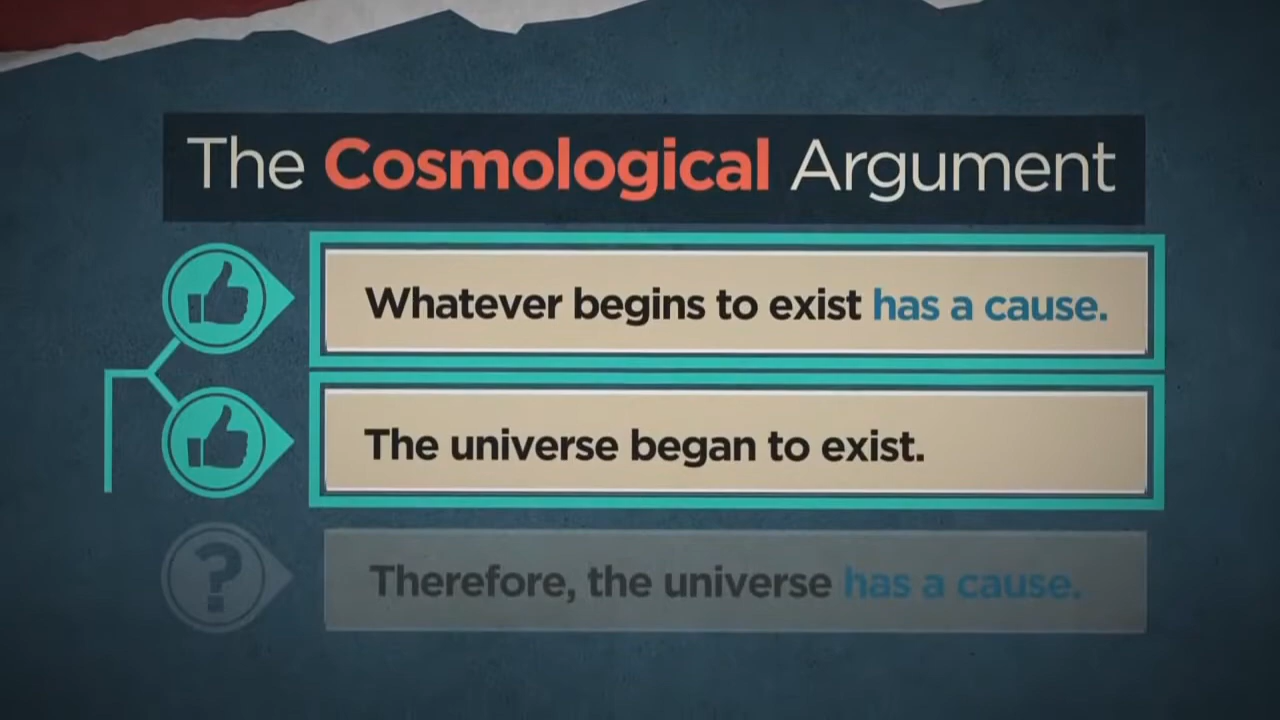 The Cosmological Argument
Whatever begins to exist has a cause.
The universe began to exist.
?
Therefore, the universe has a cause.